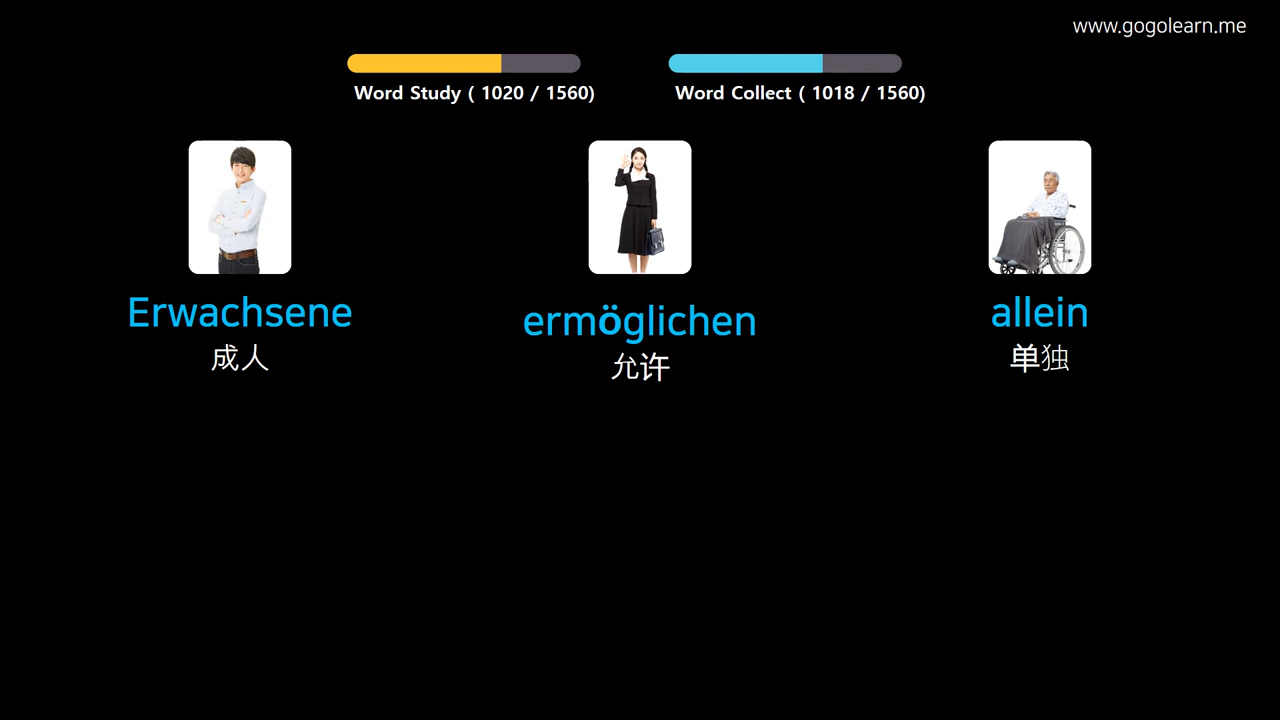 www.gogolearn.me
Word Study ( 1020 / 1560)
Word Collect ( 1018 / 1560)
Erwachsene
成人
ermöglichen
允许
allein
单独